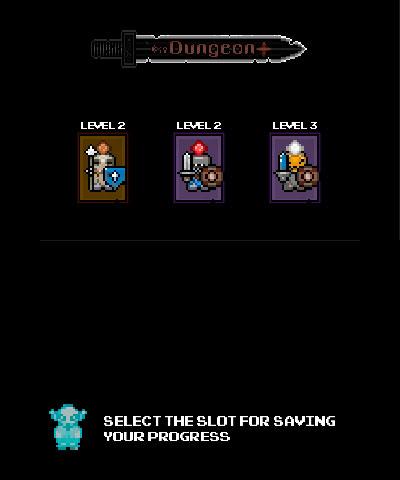 Dungeon
LEVEL 2
LEVEL 2
LEVEL 3
SELECT THE SLOT FOR SAVING
YOUR PROGRESS